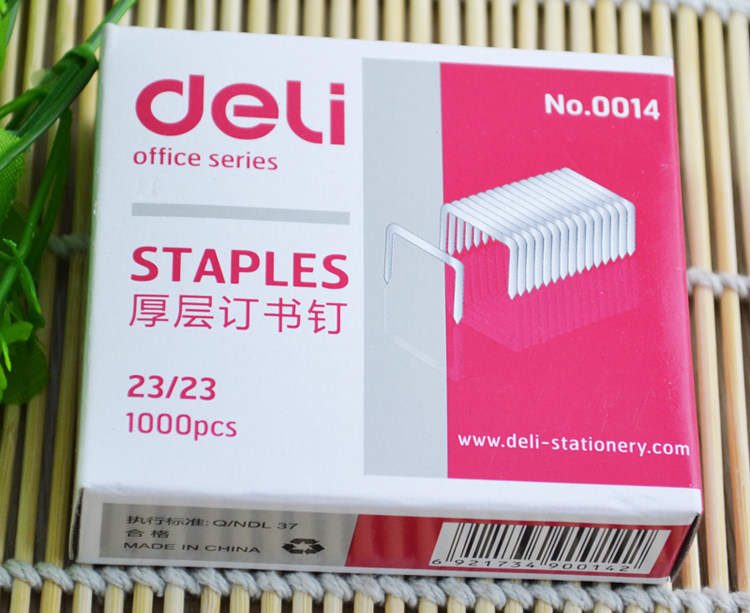 deli
office series
No.0014
STAPLES
厚层订书钉
23/23
1000pcs
www.deli-stationery.com
执行标准: Q/NDL 37
合格
MADE IN CHINA
6 921734 900142